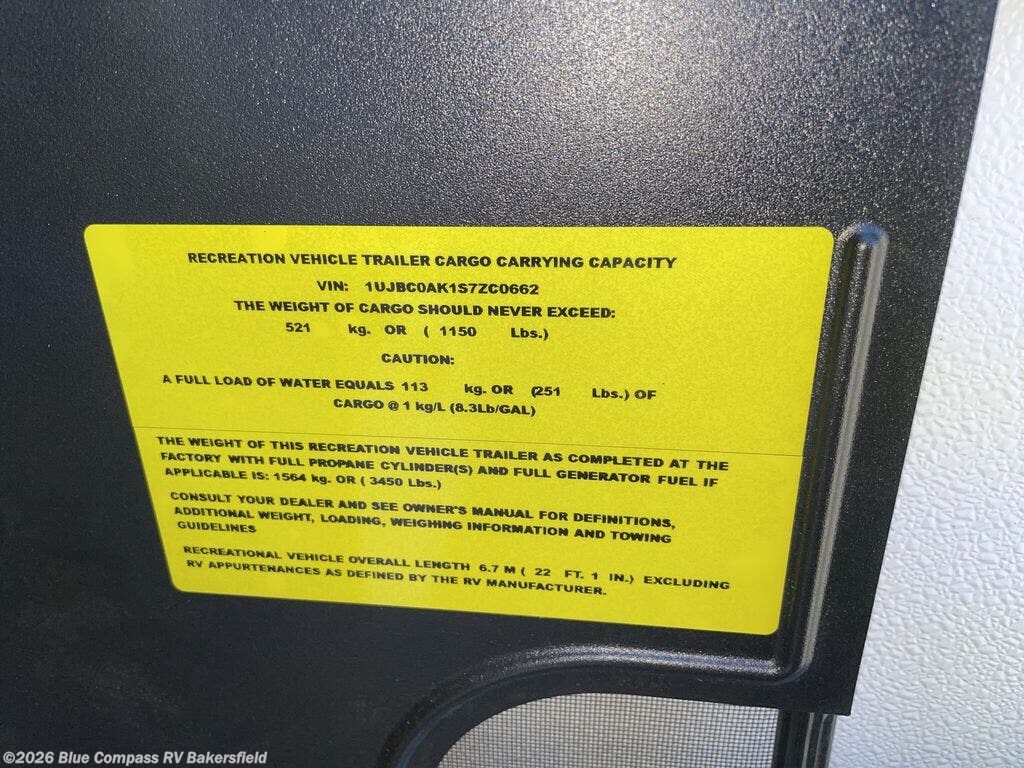 RECREATION VEHICLE TRAILER CARGO CARRYING CAPACITY
VIN: 1UJBC0AK1S7ZC0662
THE WEIGHT OF CARGO SHOULD NEVER EXCEED:
521 kg. OR ( 1150 Lbs.)
CAUTION:
A FULL LOAD OF WATER EQUALS 113 kg. OR (251 Lbs.) OF
CARGO @ 1 kg/L (8.3Lb/GAL)
THE WEIGHT OF THIS RECREATION VEHICLE TRAILER AS COMPLETED AT THE
FACTORY WITH FULL PROPANE CYLINDER(S) AND FULL GENERATOR FUEL IF
APPLICABLE IS: 1564 kg. OR ( 3450 Lbs.)
CONSULT YOUR DEALER AND SEE OWNER'S MANUAL FOR DEFINITIONS,
ADDITIONAL WEIGHT, LOADING, WEIGHING INFORMATION AND TOWING
GUIDELINES
RECREATIONAL VEHICLE OVERALL LENGTH 6.7 M ( 22 FT. 1 IN.) EXCLUDING
RV APPURTENANCES AS DEFINED BY THE RV MANUFACTURER.
©2026 Blue Compass RV Bakersfield